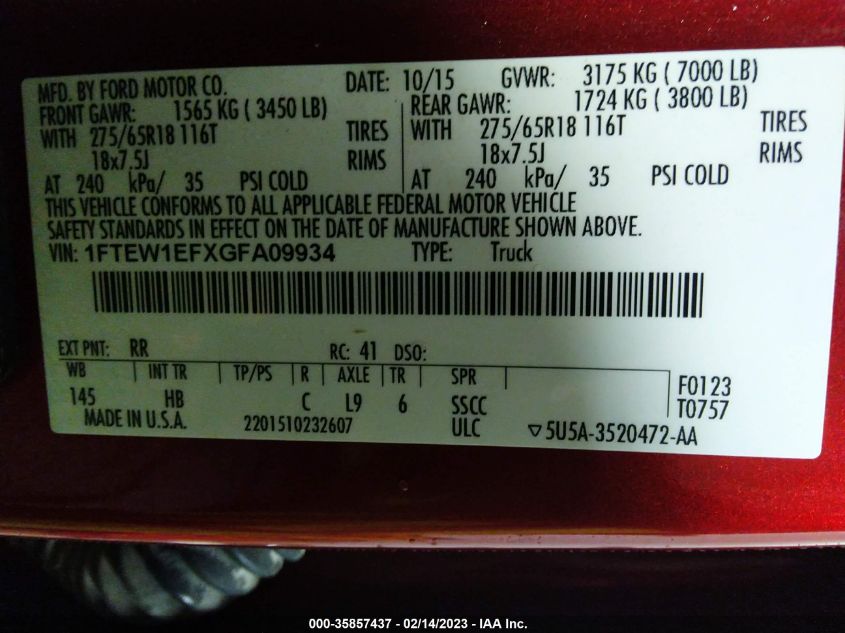 MFD. BY FORD MOTOR CO. DATE: 10/15 GVWR: 3175 KG ( 7000 LB)
FRONT GAWR: 1565 KG ( 3450 LB) REAR GAWR: 1724 KG ( 3800 LB)
WITH 275/65R18 116T TIRES WITH 275/65R18 116T TIRES
18x7.5J RIMS 18x7.5J RIMS
AT 240 kPa/ 35 PSI COLD AT 240 kPa/ 35 PSI COLD
THIS VEHICLE CONFORMS TO ALL APPLICABLE FEDERAL MOTOR VEHICLE
SAFETY STANDARDS IN EFFECT ON THE DATE OF MANUFACTURE SHOWN ABOVE.
VIN: 1FTEW1EFXGFA09934 TYPE: Truck
EXT PNT: RR RC: 41 DSO:
WB INT TR TP/PS R AXLE TR SPR
145 HB C L9 6 SSCC
F0123
T0757
MADE IN U.S.A. 2201510232607 ULC ▽5U5A-3520472-AA
000-35857437 - 02/14/2023 - IAA Inc.